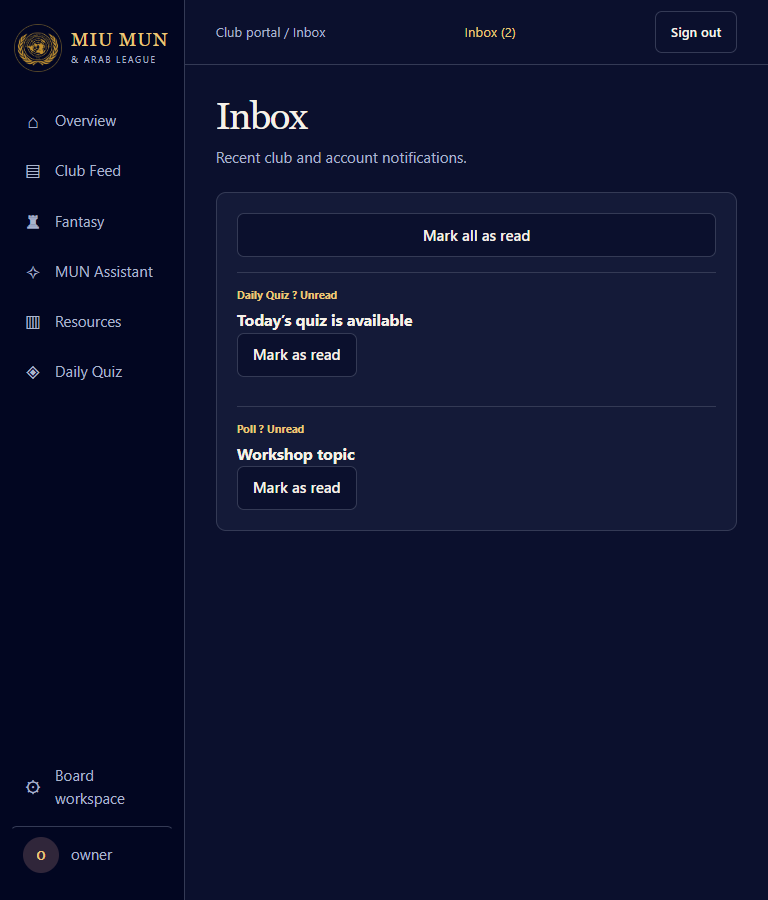 MIU MUN
& ARAB LEAGUE
Overview
Club Feed
Fantasy
MUN Assistant
Resources
Daily Quiz
Board
workspace
O
owner
Club portal / Inbox
Inbox (2)
Sign out
Inbox
Recent club and account notifications.
Mark all as read
Daily Quiz ? Unread
Today's quiz is available
Mark as read
Poll ? Unread
Workshop topic
Mark as read